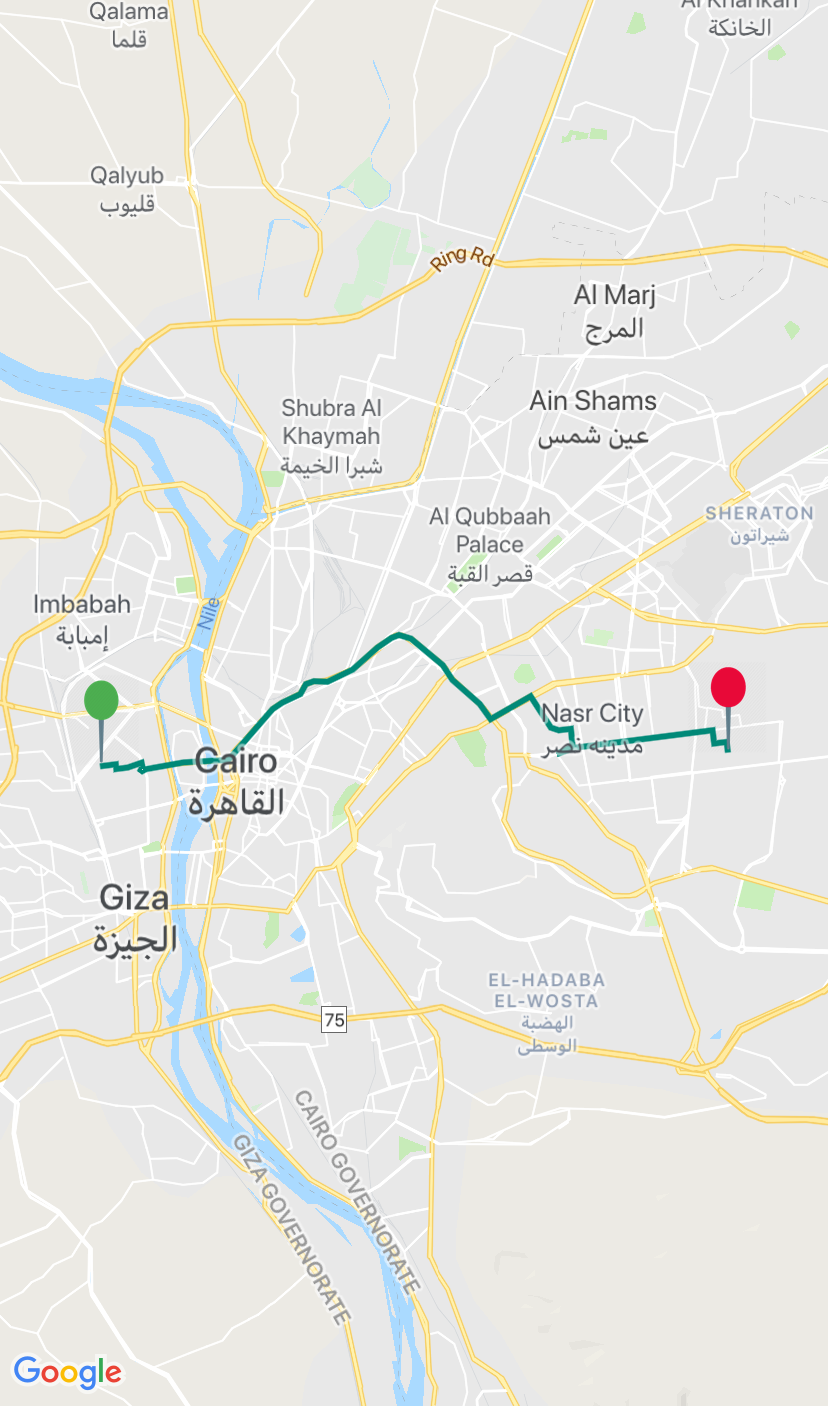 Qalama
قلما
Al Khankah
الخانكة
Qalyub
قليوب
Ring Rd
Al Marj
المرج
Shubra Al
Khaymah
شبرا الخيمة
Ain Shams
عين شمس
Al Qubbaah
Palace
قصر القبة
SHERATON
شيراتون
Imbabah
إمبابة
Nile
Nasr City
مدينه نصر
Cairo
القاهرة
Giza
الجيزة
EL-HADABA
EL-WOSTA
الهضبة
الوسطى
75
CAIRO GOVERNORATE
GIZA GOVERNORATE
Google